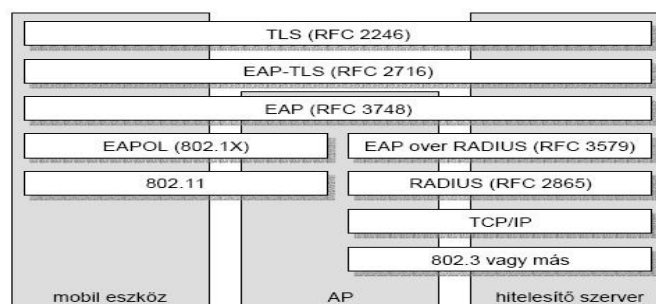 TLS (RFC 2246)
EAP-TLS (RFC 2716)
EAP (RFC 3748)
EAPOL (802.1X)
EAP over RADIUS (RFC 3579)
802.11
RADIUS (RFC 2865)
TCP/IP
802.3 vagy más
mobil eszköz
AP
hitelesítő szerver